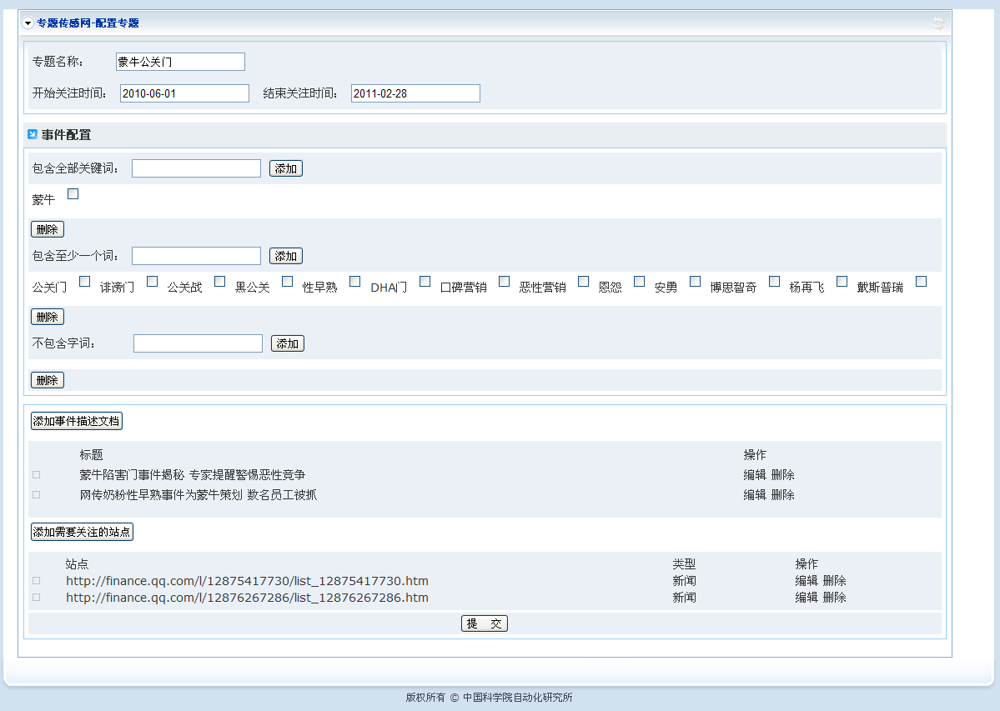 专题传感网-配置专题
专题名称： 蒙牛公关门
开始关注时间： 2010-06-01 结束关注时间： 2011-02-28
事件配置
包含全部关键词： 添加
蒙牛
删除
包含至少一个词： 添加
公关门 诽谤门 公关战 黑公关 性早熟 DHA门 口碑营销 恶性营销 恩怨 安勇 博思智奇 杨再飞 戴斯普瑞
删除
不包含字词： 添加
删除
添加事件描述文档
标题 操作
蒙牛陷害门事件揭秘 专家提醒警惕恶性竞争 编辑 删除
网传奶粉性早熟事件为蒙牛策划 数名员工被抓 编辑 删除
添加需要关注的站点
站点 类型 操作
http://finance.qq.com/l/12875417730/list_12875417730.htm 新闻 编辑 删除
http://finance.qq.com/l/12876267286/list_12876267286.htm 新闻 编辑 删除
提 交
版权所有 © 中国科学院自动化研究所